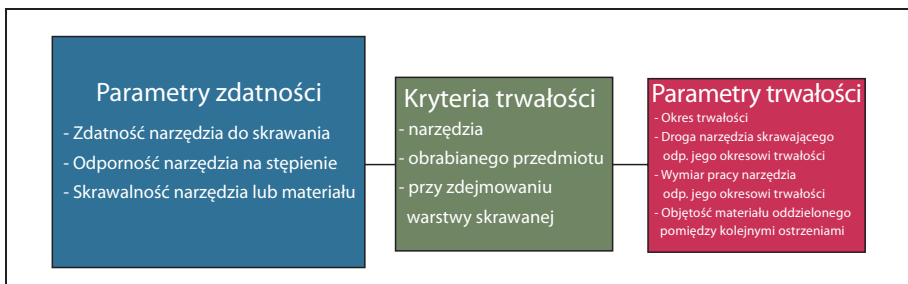 Parametry zdatności
- Zdatność narzędzia do skrawania
- Odporność narzędzia na stępienie
- Skrawalność narzędzia lub materiału
Kryteria trwałości
- narzędzia
- obrabianego przedmiotu
- przy zdejmowaniu
warstwy skrawanej
Parametry trwałości
- Okres trwałości
- Droga narzędzia skrawającego
odp. jego okresowi trwałości
- Wymiar pracy narzędzia
odp. jego okresowi trwałości
- Objętość materiału oddzielonego
pomiędzy kolejnymi ostrzeniami